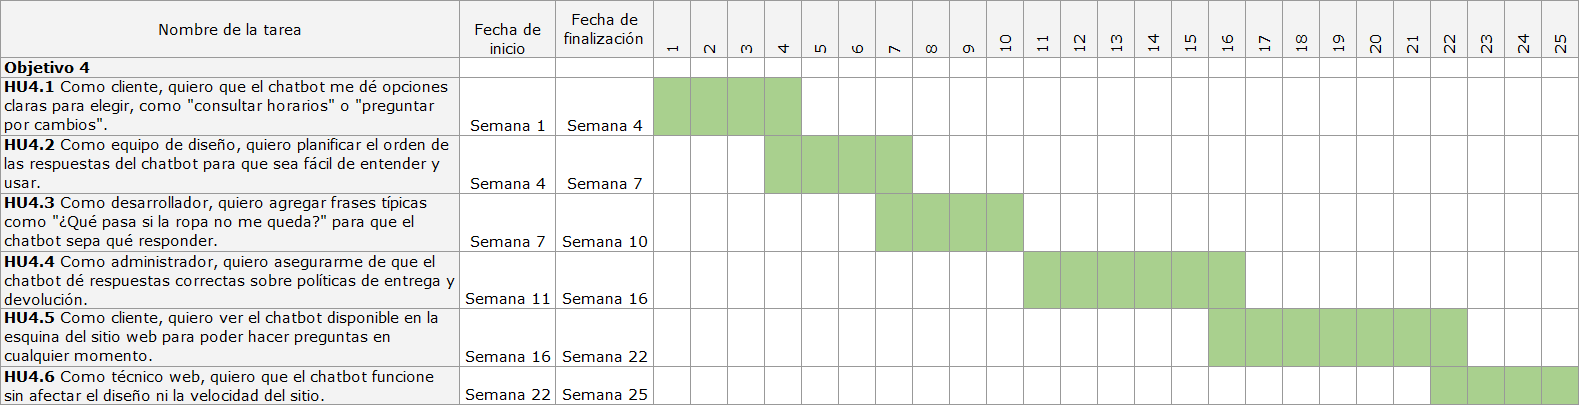 Nombre de la tarea
Fecha de
inicio
Fecha de
finalización
1 2 3 4 5 6 7 8 9 10 11 12 13 14 15 16 17 18 19 20 21 22 23 24 25
Objetivo 4
HU4.1 Como cliente, quiero que el chatbot me dé opciones
claras para elegir, como "consultar horarios" o "preguntar
por cambios".
Semana 1
Semana 4
HU4.2 Como equipo de diseño, quiero planificar el orden de
las respuestas del chatbot para que sea fácil de entender y
usar.
Semana 4
Semana 7
HU4.3 Como desarrollador, quiero agregar frases típicas
como "¿Qué pasa si la ropa no me queda?" para que el
chatbot sepa qué responder.
Semana 7
Semana 10
HU4.4 Como administrador, quiero asegurarme de que el
chatbot dé respuestas correctas sobre políticas de entrega y
devolución.
Semana 11
Semana 16
HU4.5 Como cliente, quiero ver el chatbot disponible en la
esquina del sitio web para poder hacer preguntas en
cualquier momento.
Semana 16
Semana 22
HU4.6 Como técnico web, quiero que el chatbot funcione
sin afectar el diseño ni la velocidad del sitio.
Semana 22
Semana 25